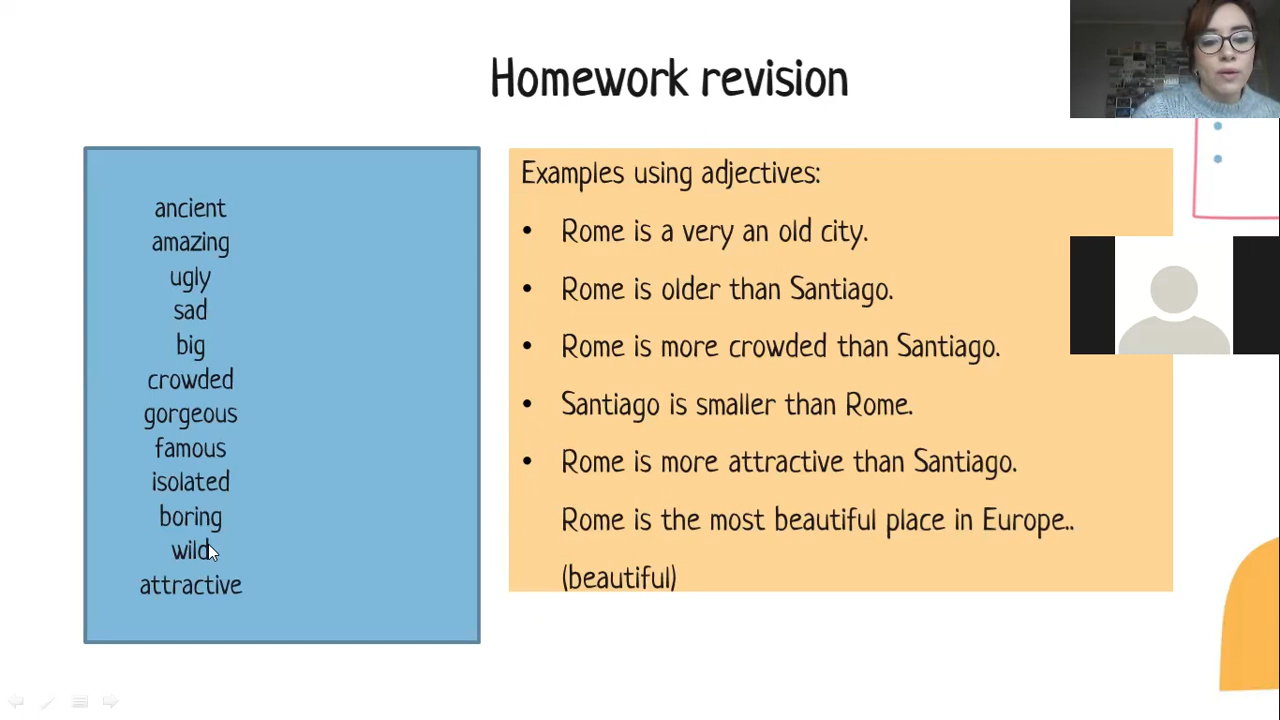 Homework revision
ancient
amazing
ugly
sad
big
crowded
gorgeous
famous
isolated
boring
wild
attractive
Examples using adjectives:
• Rome is a very an old city.
• Rome is older than Santiago.
• Rome is more crowded than Santiago.
• Santiago is smaller than Rome.
• Rome is more attractive than Santiago.
Rome is the most beautiful place in Europe..
(beautiful)